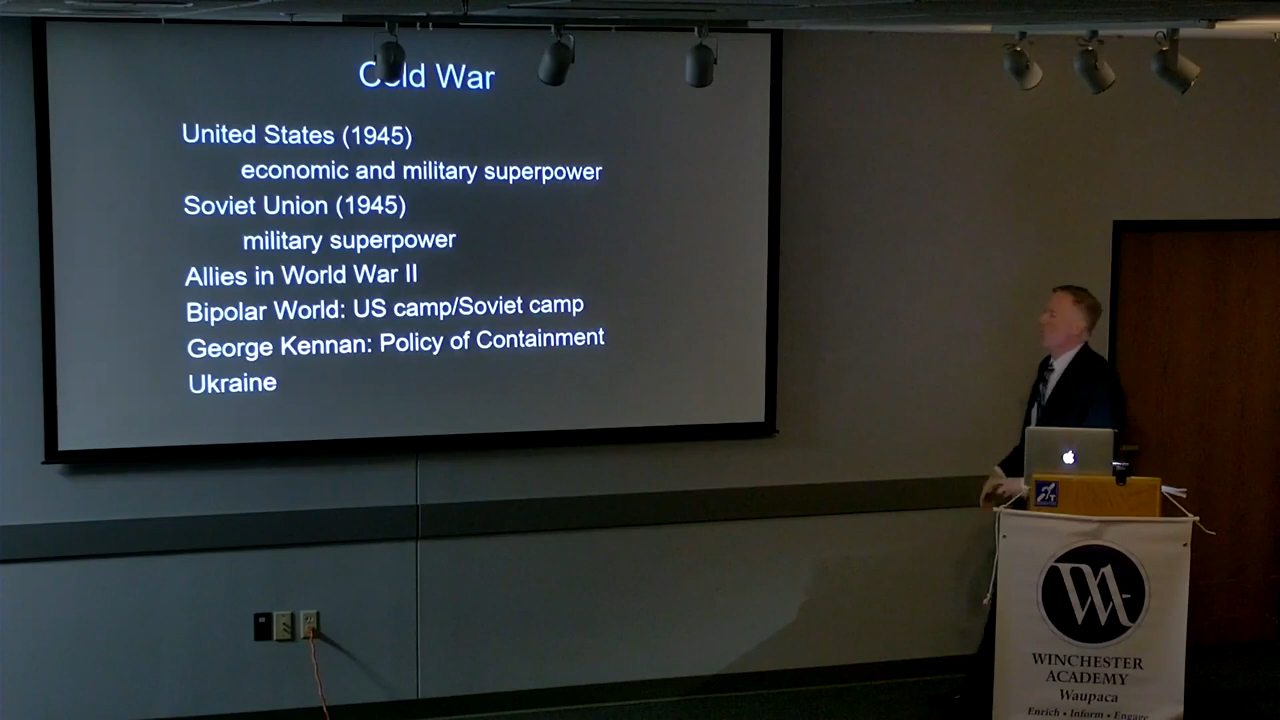 Cold War
United States (1945)
economic and military superpower
Soviet Union (1945)
military superpower
Allies in World War II
Bipolar World: US camp/Soviet camp
George Kennan: Policy of Containment
Ukraine
T
WA
WINCHESTER
ACADEMY
Waupaca
Enrich • Inform • Engage